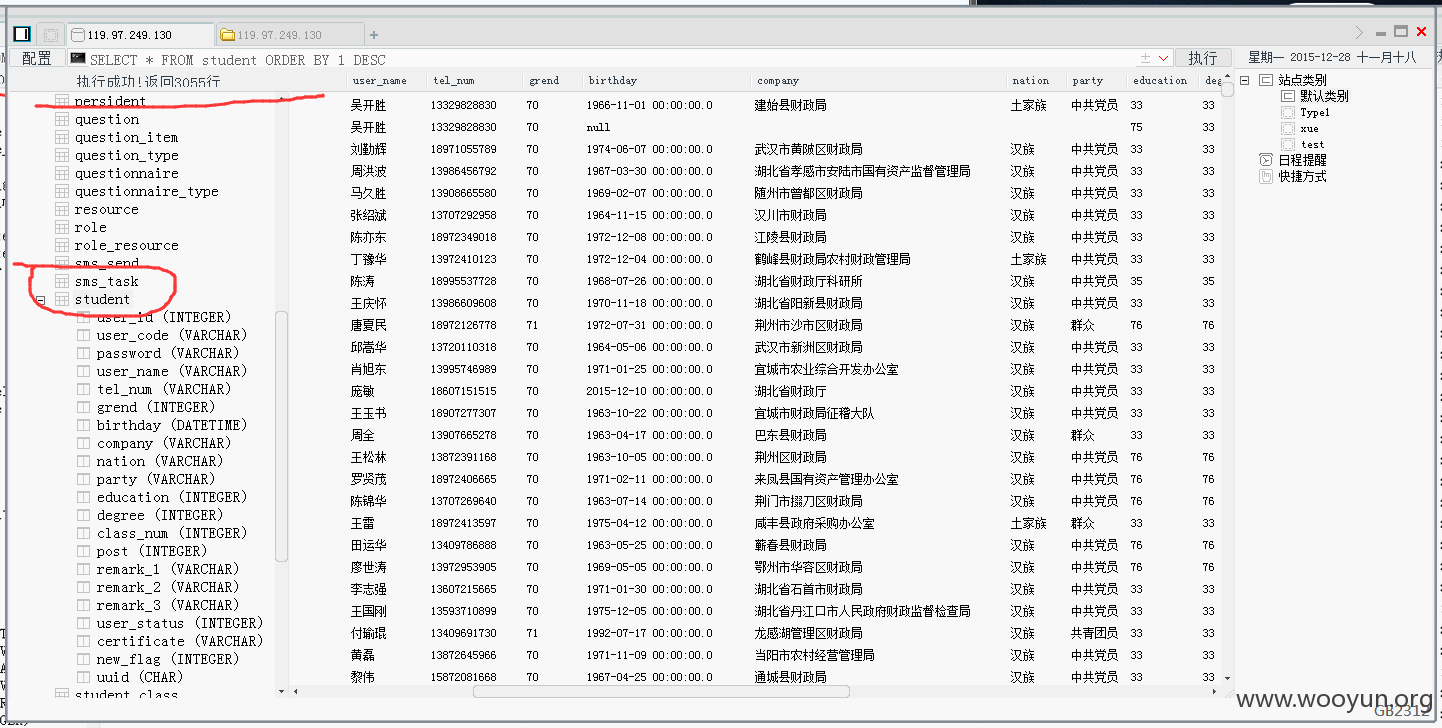 119.97.249.130 119.97.249.130 +
配置 SELECT * FROM student ORDER BY 1 DESC 执行
执行成功!返回3055行
persident
question
question_item
question_type
questionnaire
questionnaire_type
resource
role
role_resource
sms_send
sms_task
student
user_id (INTEGER)
user_code (VARCHAR)
password (VARCHAR)
user_name (VARCHAR)
tel_num (VARCHAR)
grend (INTEGER)
birthday (DATETIME)
company (VARCHAR)
nation (VARCHAR)
party (VARCHAR)
education (INTEGER)
degree (INTEGER)
class_num (INTEGER)
post (INTEGER)
remark_1 (VARCHAR)
remark_2 (VARCHAR)
remark_3 (VARCHAR)
user_status (INTEGER)
certificate (VARCHAR)
new_flag (INTEGER)
uuid (CHAR)
student_class
user_name tel_num grend birthday company nation party education deg
吴开胜 13329828830 70 1966-11-01 00:00:00.0 建始县财政局 土家族 中共党员 33 33
吴开胜 13329828830 70 null 75 33
刘勤辉 18971055789 70 1974-06-07 00:00:00.0 武汉市黄陂区财政局 汉族 中共党员 33 33
周洪波 13986456792 70 1967-03-30 00:00:00.0 湖北省孝感市安陆市国有资产监督管理局 汉族 中共党员 33 33
马久胜 13908665580 70 1969-02-07 00:00:00.0 随州市曾都区财政局 汉族 中共党员 33 33
张绍斌 13707292958 70 1964-11-15 00:00:00.0 汉川市财政局 汉族 中共党员 33 33
陈亦东 18972349018 70 1972-12-08 00:00:00.0 江陵县财政局 汉族 中共党员 33 33
丁豫华 13972410123 70 1972-12-04 00:00:00.0 鹤峰县财政局农村财政管理局 土家族 中共党员 33 33
陈涛 18995537728 70 1968-07-26 00:00:00.0 湖北省财政厅科研所 汉族 中共党员 35 35
王庆怀 13986609608 70 1970-11-18 00:00:00.0 湖北省阳新县财政局 汉族 中共党员 33 33
唐夏民 18972126778 71 1972-07-31 00:00:00.0 荆州市沙市区财政局 汉族 群众 76 76
邱嵩华 13720110318 70 1964-05-06 00:00:00.0 武汉市新洲区财政局 汉族 中共党员 33 33
肖旭东 13995746989 70 1971-01-25 00:00:00.0 宜城市农业综合开发办公室 汉族 中共党员 33 33
庞敏 18607151515 70 2015-12-10 00:00:00.0 湖北省财政厅 汉族 中共党员 33 33
王玉书 18907277307 70 1963-10-22 00:00:00.0 宜城市财政局征稽大队 汉族 中共党员 33 33
周全 13907665278 70 1963-04-17 00:00:00.0 巴东县财政局 汉族 群众 33 33
王松林 13872391168 70 1963-10-05 00:00:00.0 荆州区财政局 汉族 中共党员 76 76
罗贤茂 18972406665 70 1971-02-11 00:00:00.0 来凤县国有资产管理办公室 汉族 中共党员 76 76
陈锦华 13707269640 70 1963-07-14 00:00:00.0 荆门市掇刀区财政局 汉族 中共党员 76 76
王雷 18972413597 70 1975-04-12 00:00:00.0 咸丰县政府采购办公室 土家族 群众 33 33
田运华 13409786888 70 1963-05-25 00:00:00.0 蕲春县财政局 汉族 中共党员 76 76
廖世涛 13972953905 70 1969-05-05 00:00:00.0 鄂州市华容区财政局 汉族 中共党员 76 76
李志强 13607215665 70 1971-01-30 00:00:00.0 湖北省石首市财政局 汉族 中共党员 33 33
王国刚 13593710899 70 1975-12-05 00:00:00.0 湖北省丹江口市人民政府财政监督检查局 汉族 中共党员 33 33
付瑜琨 13409691730 71 1992-07-17 00:00:00.0 龙感湖管理区财政局 汉族 共青团员 33 33
黄磊 13872645966 70 1971-11-09 00:00:00.0 当阳市农村经营管理局 汉族 中共党员 33 33
黎伟 15872081668 70 1967-04-25 00:00:00.0 通城县财政局 汉族 中共党员 33 33
星期一 2015-12-28 十一月十八
站点类别
默认类别
Type1
xue
test
日程提醒
快捷方式
www.wooyun.org
GB2312